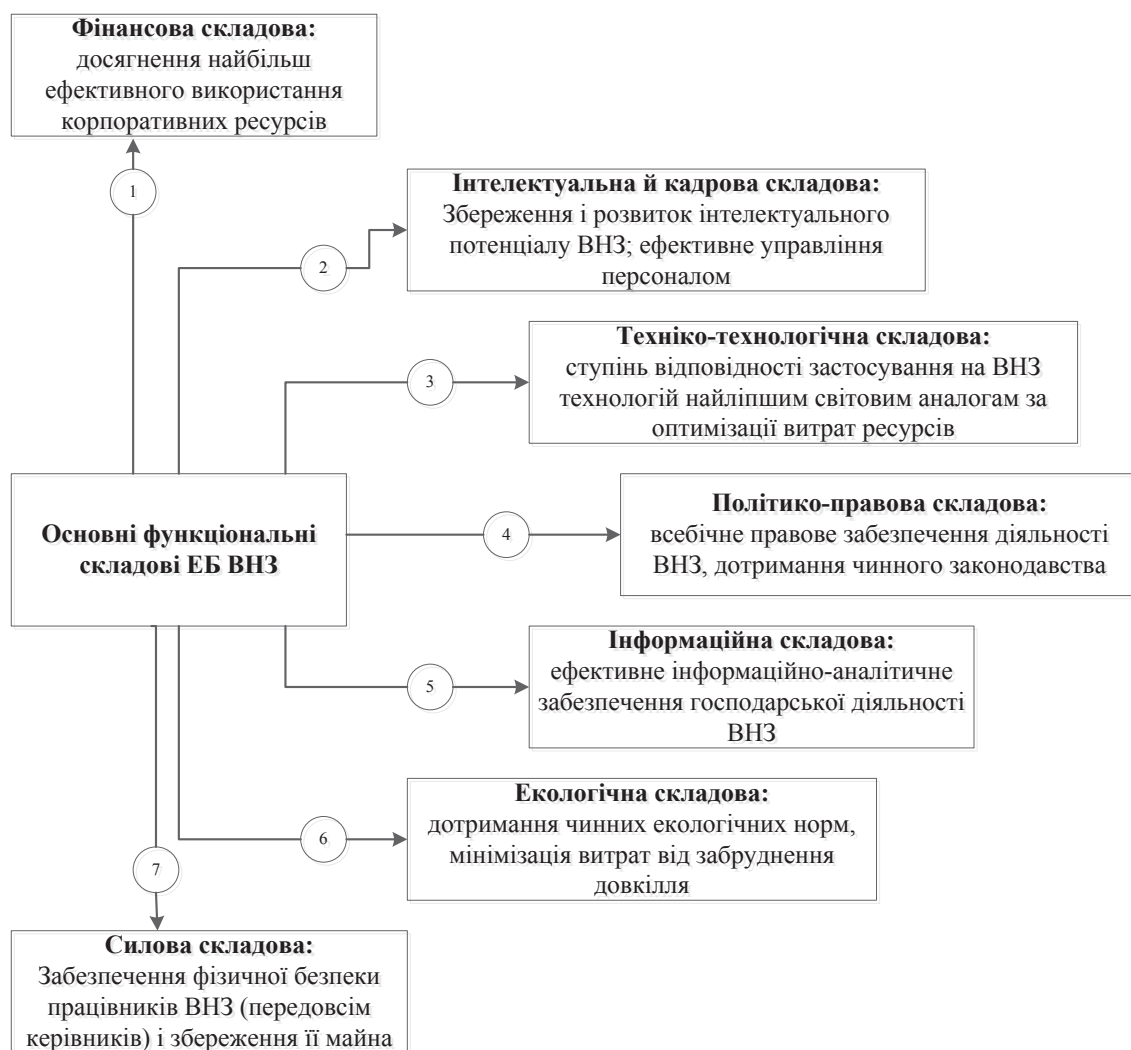 Фінансова складова:
досягнення найбільш
ефективного використання
корпоративних ресурсів
1
Інтелектуальна й кадрова складова:
Збереження і розвиток інтелектуального
потенціалу ВНЗ; ефективне управління
персоналом
2
Техніко-технологічна складова:
ступінь відповідності застосування на ВНЗ
технологій найліпшим світовим аналогам за
оптимізації витрат ресурсів
3
Основні функціональні
складові ЕБ ВНЗ
4
Політико-правова складова:
всебічне правове забезпечення діяльності
ВНЗ, дотримання чинного законодавства
Інформаційна складова:
ефективне інформаційно-аналітичне
забезпечення господарської діяльності
ВНЗ
5
Екологічна складова:
дотримання чинних екологічних норм,
мінімізація витрат від забруднення
довкілля
6
7
Силова складова:
Забезпечення фізичної безпеки
працівників ВНЗ (передовсім
керівників) і збереження її майна